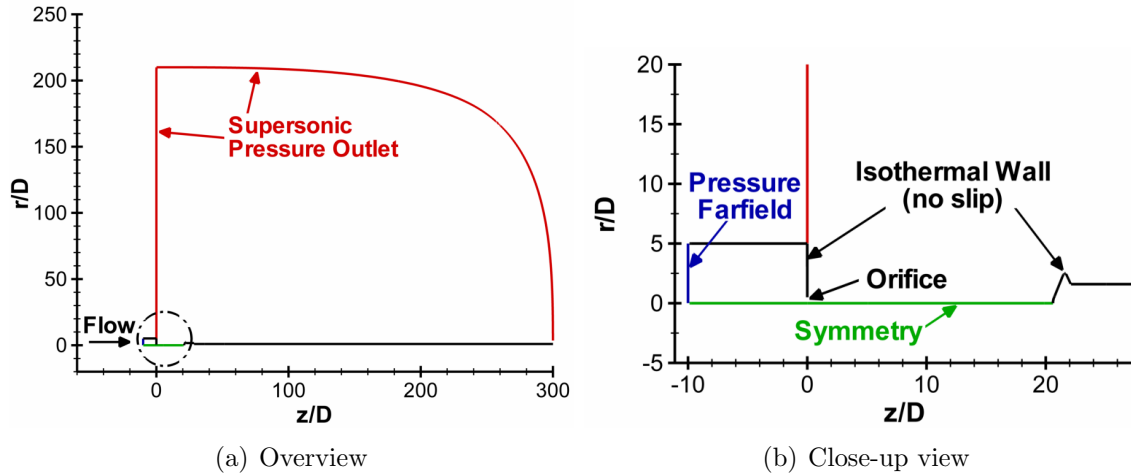 250
200
150
100
50
0
r/D
Supersonic
Pressure Outlet
Flow
0
100
200
300
z/D
(a) Overview
20
15
10
5
0
-5
r/D
Pressure
Farfield
Isothermal Wall
(no slip)
Orifice
Symmetry
-10
0
10
20
z/D
(b) Close-up view